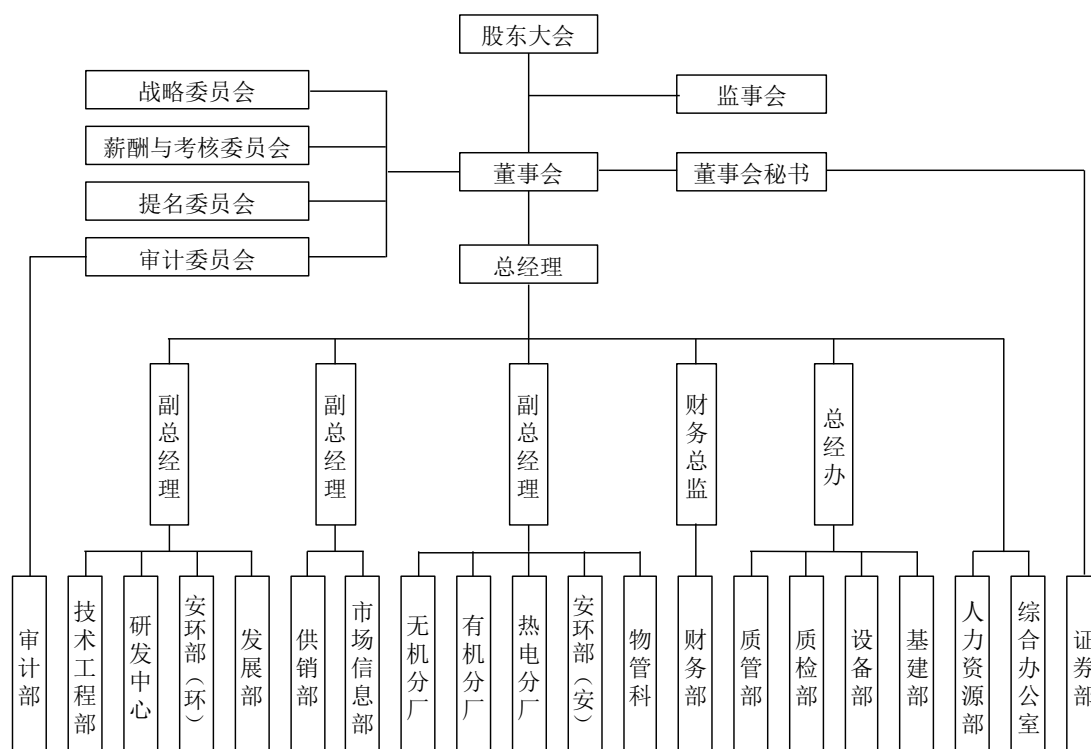 股东大会
战略委员会
监事会
薪酬与考核委员会
董事会
董事会秘书
提名委员会
审计委员会
总经理
副总经理
副总经理
副总经理
财务总监
总经办
审计部
技术工程部
研发中心
安环部（环）
发展部
供销部
市场信息部
无机分厂
有机分厂
热电分厂
安环部（安）
物管科
财务部
质管部
质检部
设备部
基建部
人力资源部
综合办公室
证券部